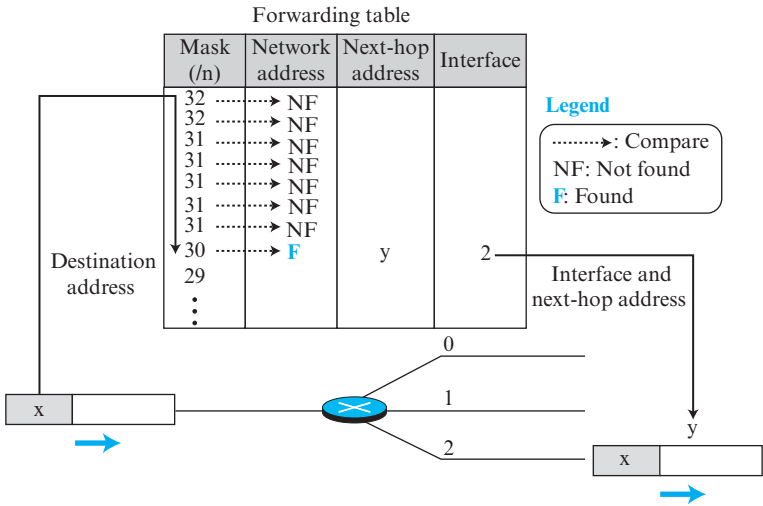 Forwarding table
Mask (/n) Network address Next-hop address Interface
32 NF
32 NF
31 NF
31 NF
31 NF
31 NF
31 NF
30 F y 2
29
Legend
: Compare
NF: Not found
F: Found
Destination address
Interface and next-hop address
0
1
2
x
y
x